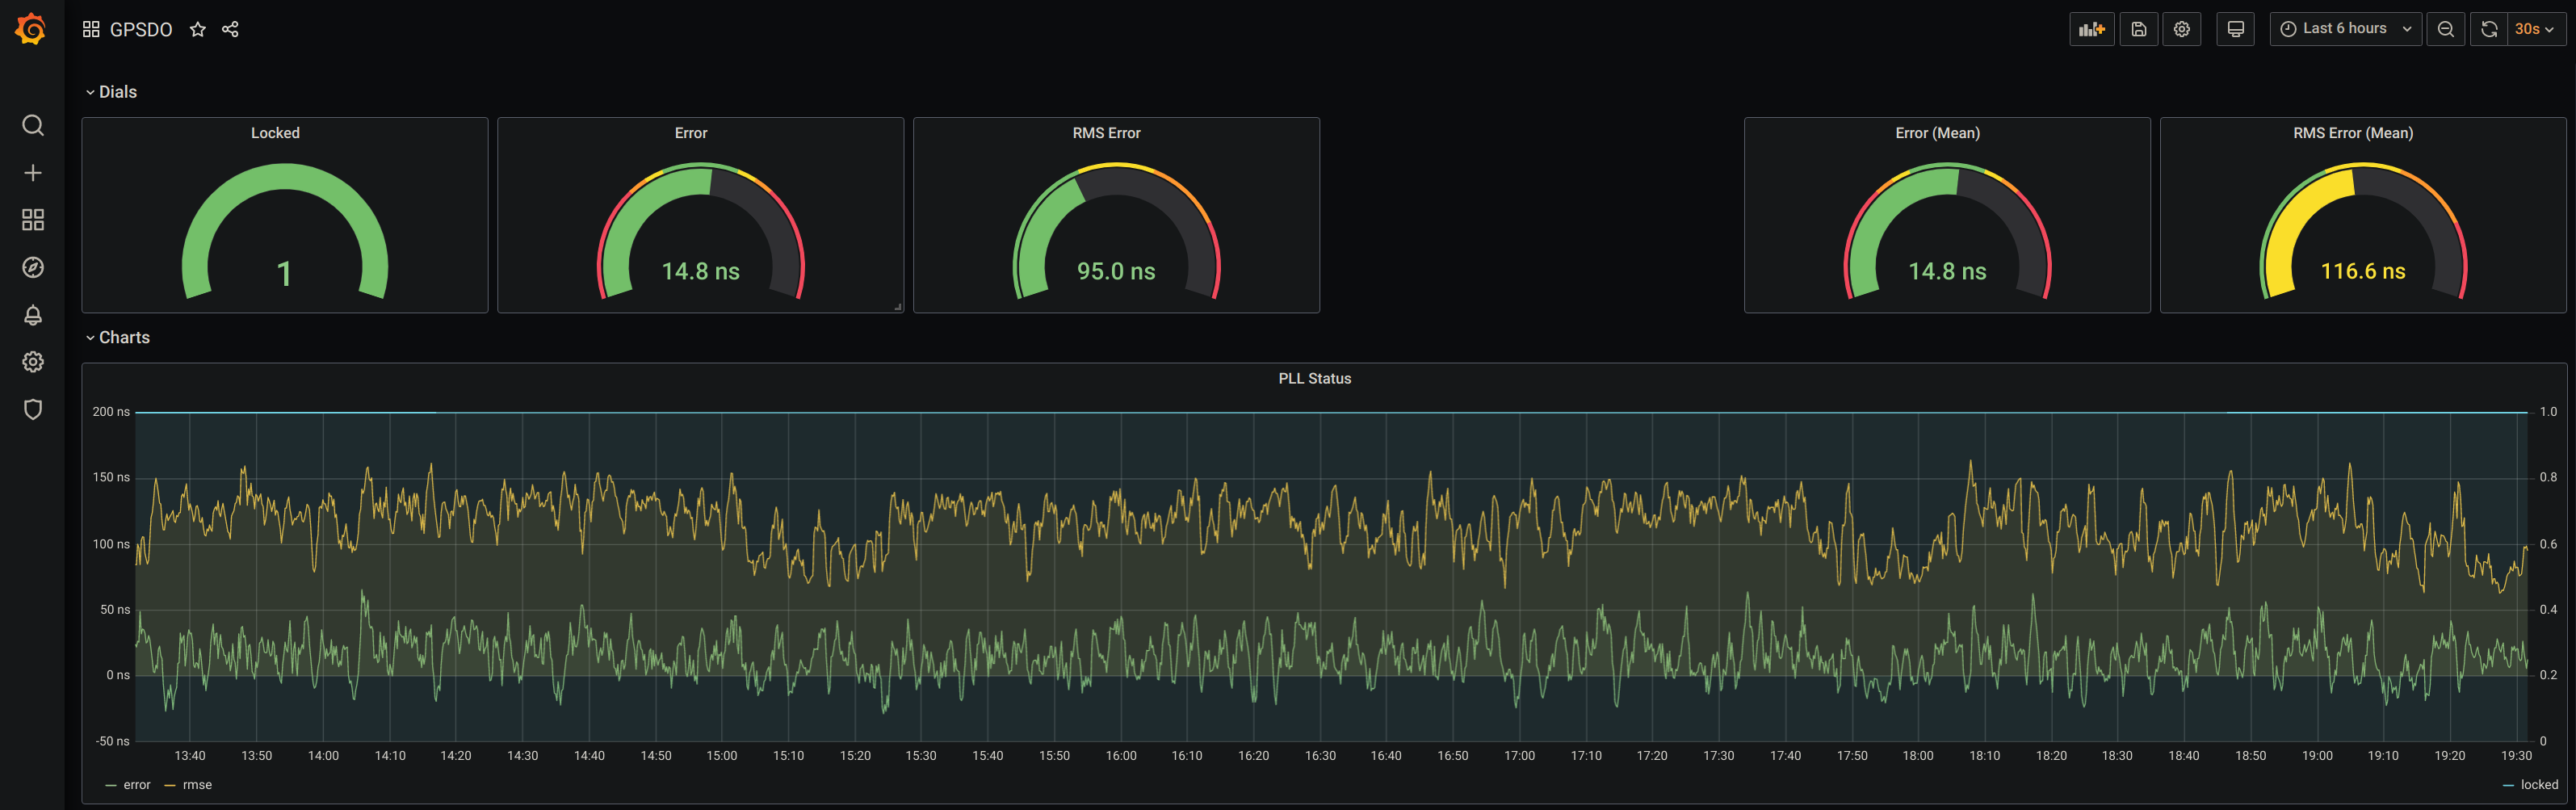 GPSDO
Last 6 hours
30s
Dials
Locked
1
Error
14.8 ns
RMS Error
95.0 ns
Error (Mean)
14.8 ns
RMS Error (Mean)
116.6 ns
Charts
PLL Status
200 ns
150 ns
100 ns
50 ns
0 ns
-50 ns
1.0
0.8
0.6
0.4
0.2
0
13:40 13:50 14:00 14:10 14:20 14:30 14:40 14:50 15:00 15:10 15:20 15:30 15:40 15:50 16:00 16:10 16:20 16:30 16:40 16:50 17:00 17:10 17:20 17:30 17:40 17:50 18:00 18:10 18:20 18:30 18:40 18:50 19:00 19:10 19:20 19:30
error rmse locked